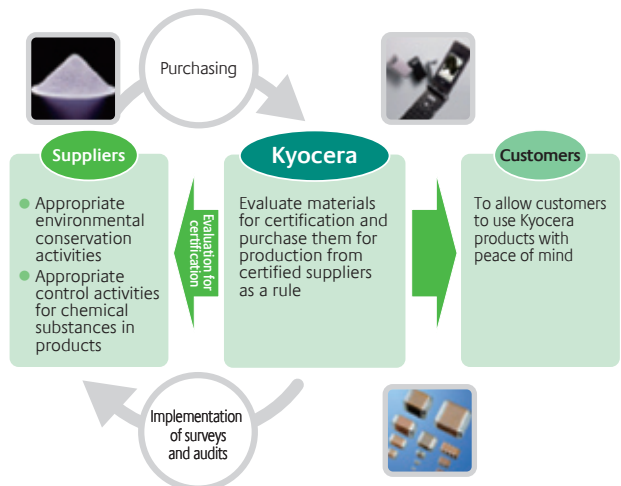 Purchasing
Suppliers
Appropriate
environmental
conservation
activities
Appropriate
control activities
for chemical
substances in
products
Evaluation for
certification
Kyocera
Evaluate materials
for certification and
purchase them for
production from
certified suppliers
as a rule
Customers
To allow customers
to use Kyocera
products with
peace of mind
Implementation
of surveys
and audits